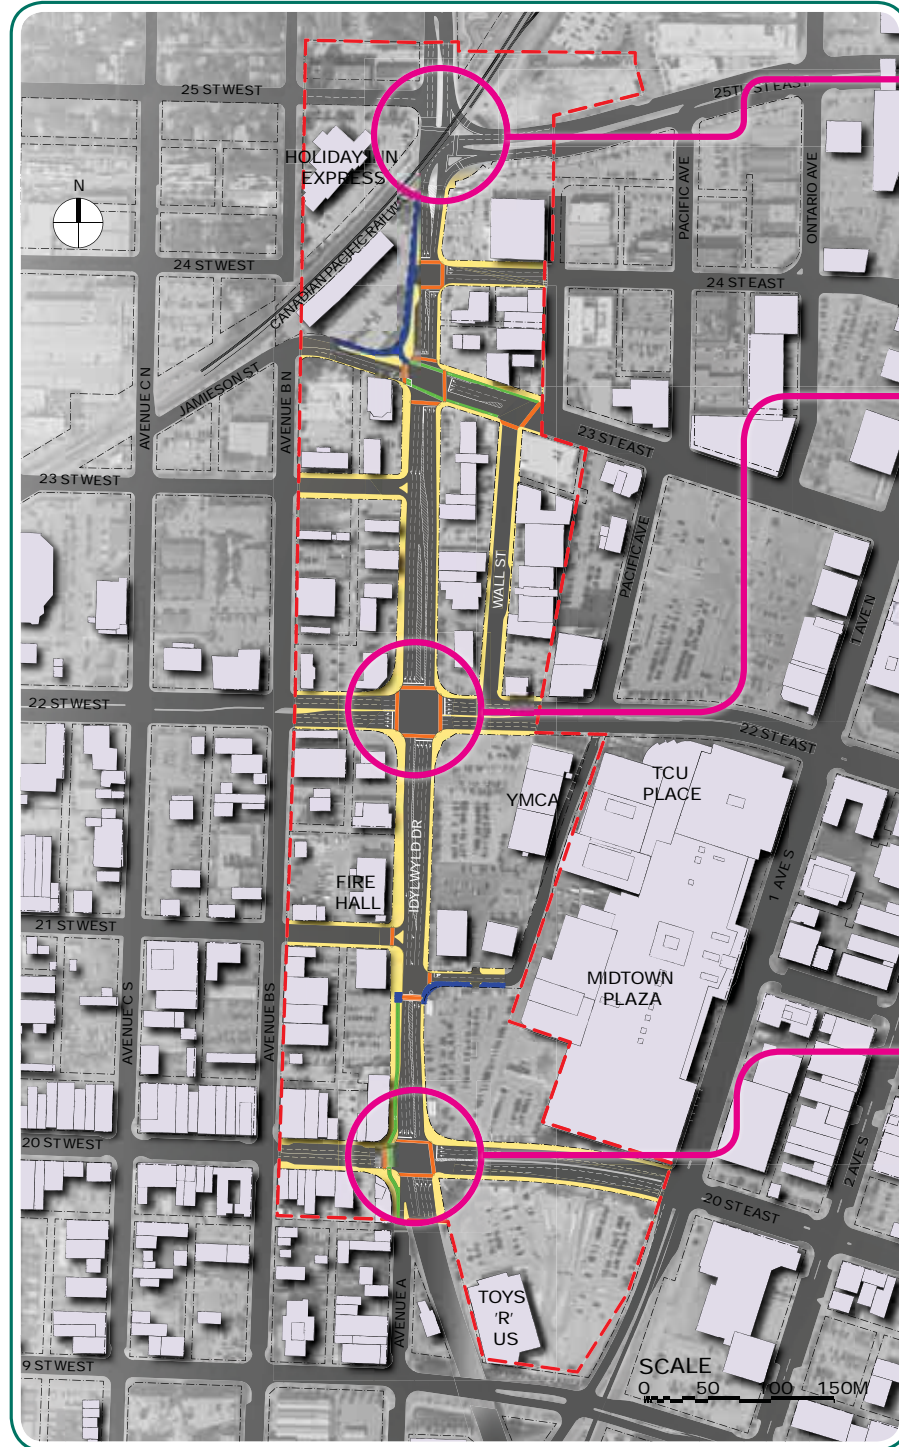 25 ST WEST
25TH ST EAST
HOLIDAY INN
EXPRESS
N
PACIFIC AVE
ONTARIO AVE
CANADIAN PACIFIC RAILW
24 ST WEST
24 ST EAST
JAMIESON ST
AVENUE C N
AVENUE B N
23 ST EAST
23 ST WEST
PACIFIC AVE
WALL ST
1 AVE N
22 ST WEST
22 ST EAST
TCU
PLACE
YMCA
IDYLWYLD DR
FIRE
HALL
1 AVE S
21 ST WEST
MIDTOWN
PLAZA
AVENUE C S
AVENUE B S
20 ST WEST
2 AVE S
20 ST EAST
AVENUE A
TOYS
'R'
US
9 ST WEST
SCALE
0 50 100 150M